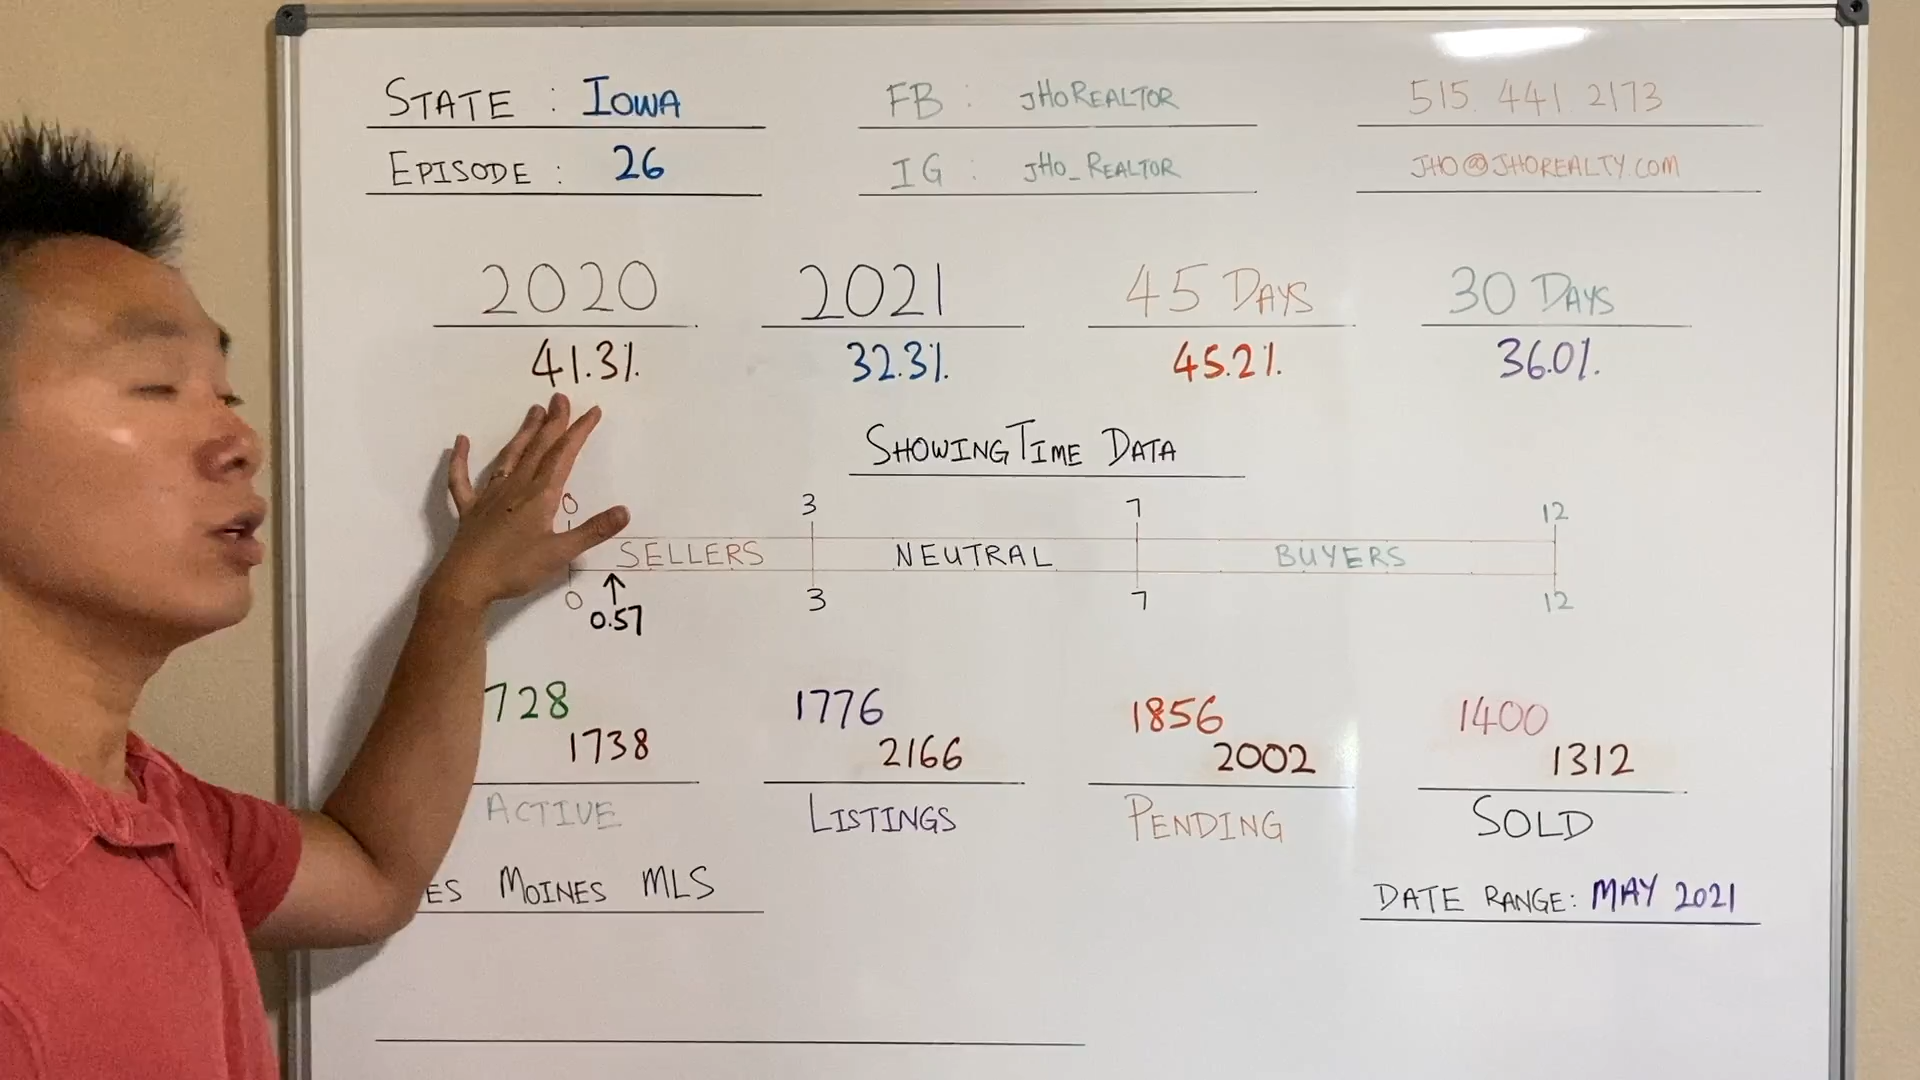 STATE : IOWA
FB : JHOREALTOR
515. 441. 2173
EPISODE : 26
IG : JHO_REALTOR
JHO@JHOREALTY.COM
2020
2021
45 DAYS
30 DAYS
41.3%.
32.3%.
45.2%.
36.0%.
SHOWINGTIME DATA
0 3 7 12
SELLERS NEUTRAL BUYERS
0 3 7 12
0.57
728
1776
1856
1400
1738
2166
2002
1312
ACTIVE
LISTINGS
PENDING
SOLD
ES MOINES MLS
DATE RANGE: MAY 2021